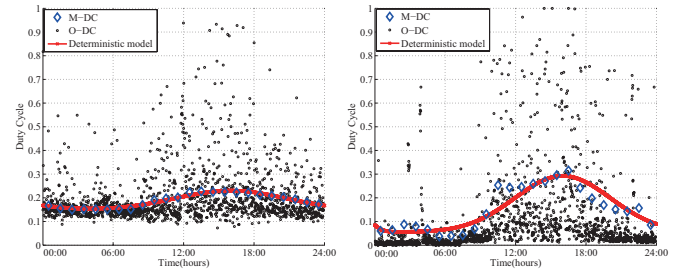 M−DC
O−DC
Deterministic model
Duty Cycle
1
0.9
0.8
0.7
0.6
0.5
0.4
0.3
0.2
0.1
0
00:00 06:00 12:00 18:00 24:00
Time(hours)
M−DC
O−DC
Deterministic model
Duty Cycle
1
0.9
0.8
0.7
0.6
0.5
0.4
0.3
0.2
0.1
0
00:00 06:00 12:00 18:00 24:00
Time(hours)